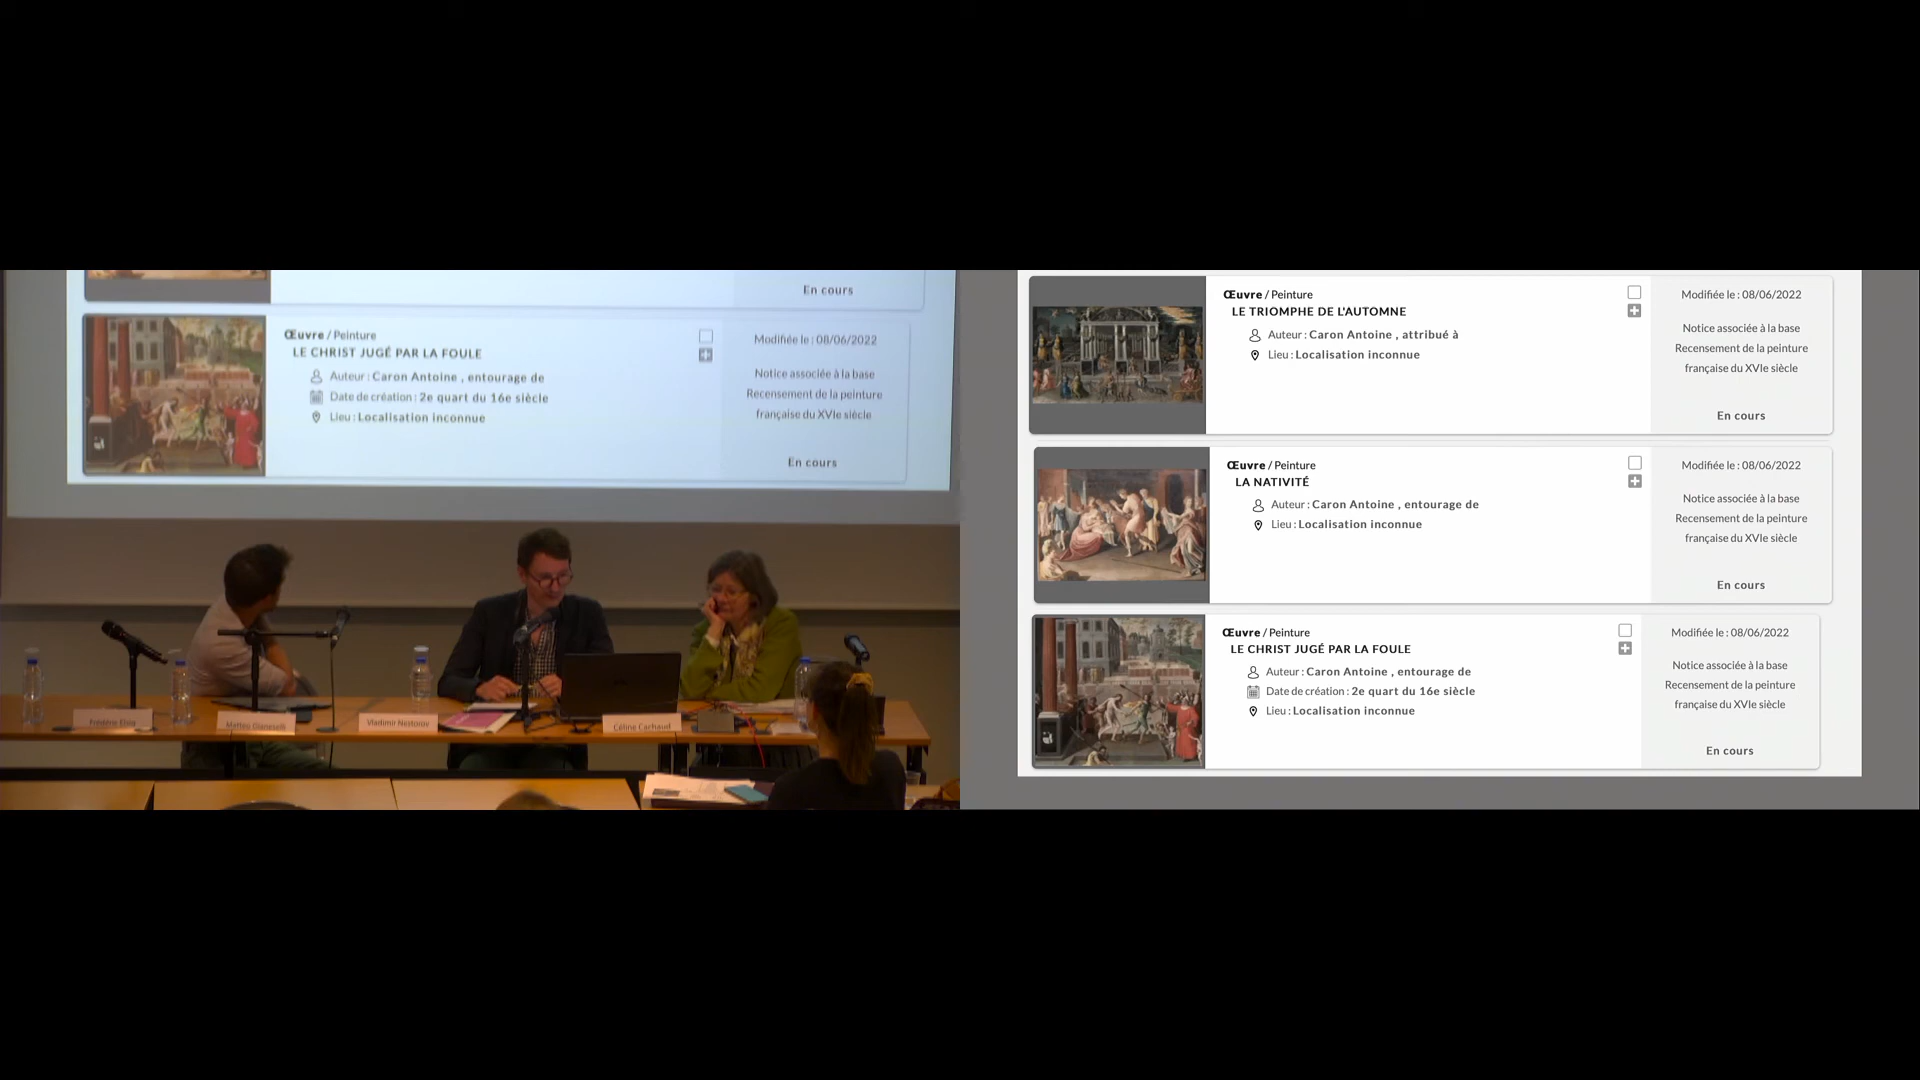 En cours
Œuvre / Peinture
LE CHRIST JUGÉ PAR LA FOULE
Auteur : Caron Antoine , entourage de
Date de création : 2e quart du 16e siècle
Lieu : Localisation inconnue
Modifiée le : 08/06/2022
Notice associée à la base
Recensement de la peinture
française du XVIe siècle
En cours
Frédéric Elsig
Matteo Gianeselli
Vladimir Nestorov
Céline Cachaud
Œuvre / Peinture
LE TRIOMPHE DE L'AUTOMNE
Auteur : Caron Antoine , attribué à
Lieu : Localisation inconnue
Modifiée le : 08/06/2022
Notice associée à la base
Recensement de la peinture
française du XVIe siècle
En cours
Œuvre / Peinture
LA NATIVITÉ
Auteur : Caron Antoine , entourage de
Lieu : Localisation inconnue
Modifiée le : 08/06/2022
Notice associée à la base
Recensement de la peinture
française du XVIe siècle
En cours
Œuvre / Peinture
LE CHRIST JUGÉ PAR LA FOULE
Auteur : Caron Antoine , entourage de
Date de création : 2e quart du 16e siècle
Lieu : Localisation inconnue
Modifiée le : 08/06/2022
Notice associée à la base
Recensement de la peinture
française du XVIe siècle
En cours